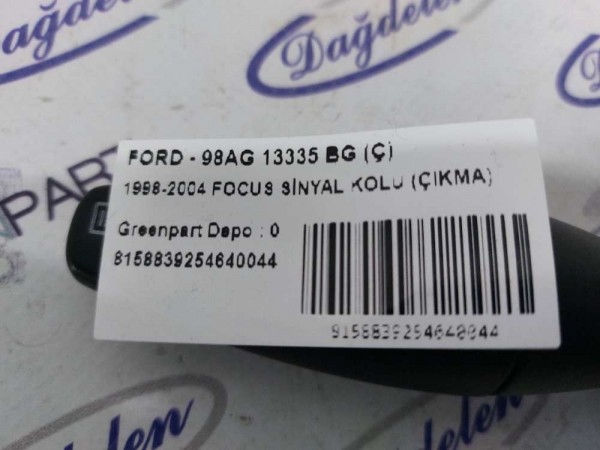 Dağdelen
Dağdelen
PART
FORD - 98AG 13335 BG (Ç)
1998-2004 FOCUS SİNYAL KOLU (ÇIKMA)
Greenpart Depo : 0
8158839254640044
8158839254640044
Dağdelen